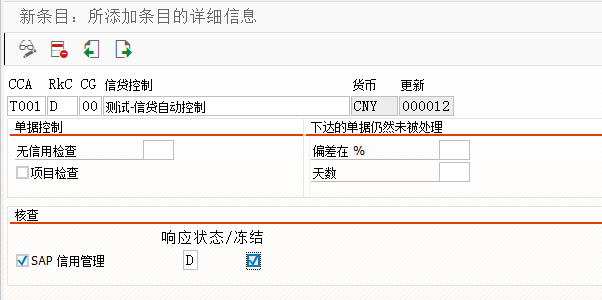 新条目：所添加条目的详细信息
CCA RkC CG 信贷控制 货币 更新
T001 D 00 测试-信贷自动控制 CNY 000012
单据控制 下达的单据仍然未被处理
无信用检查 偏差在 %
项目检查 天数
核查
响应状态/冻结
SAP 信用管理 D